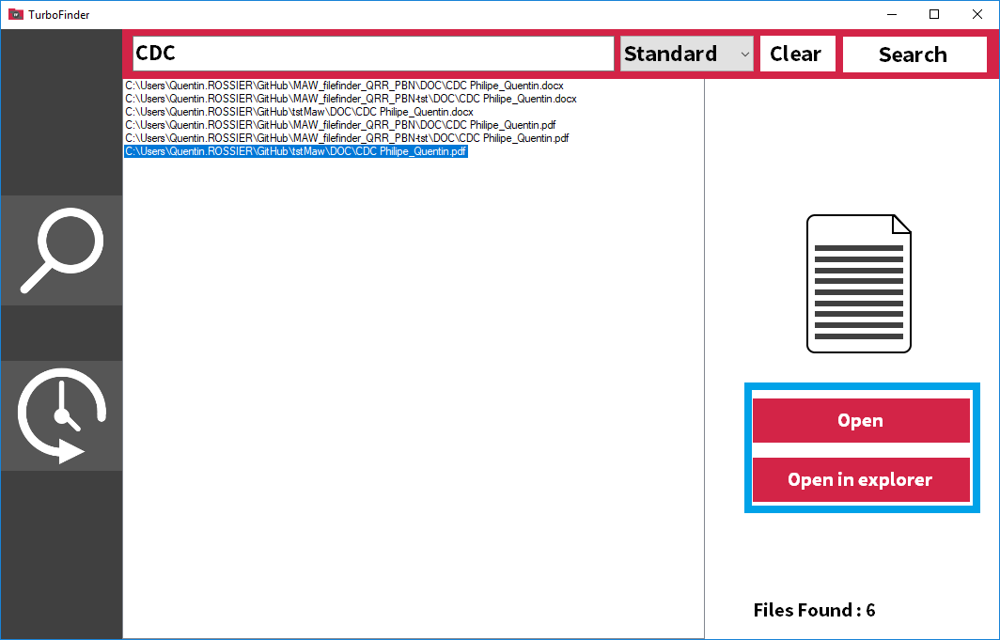 TurboFinder
CDC
Standard
Clear
Search
C:\Users\Quentin.ROSSIER\GitHub\MAW_filefinder_QRR_PBN\DOC\CDC Philipe_Quentin.docx
C:\Users\Quentin.ROSSIER\GitHub\MAW_filefinder_QRR_PBN-tst\DOC\CDC Philipe_Quentin.docx
C:\Users\Quentin.ROSSIER\GitHub\tstMaw\DOC\CDC Philipe_Quentin.docx
C:\Users\Quentin.ROSSIER\GitHub\MAW_filefinder_QRR_PBN\DOC\CDC Philipe_Quentin.pdf
C:\Users\Quentin.ROSSIER\GitHub\MAW_filefinder_QRR_PBN-tst\DOC\CDC Philipe_Quentin.pdf
C:\Users\Quentin.ROSSIER\GitHub\tstMaw\DOC\CDC Philipe_Quentin.pdf
Open
Open in explorer
Files Found : 6